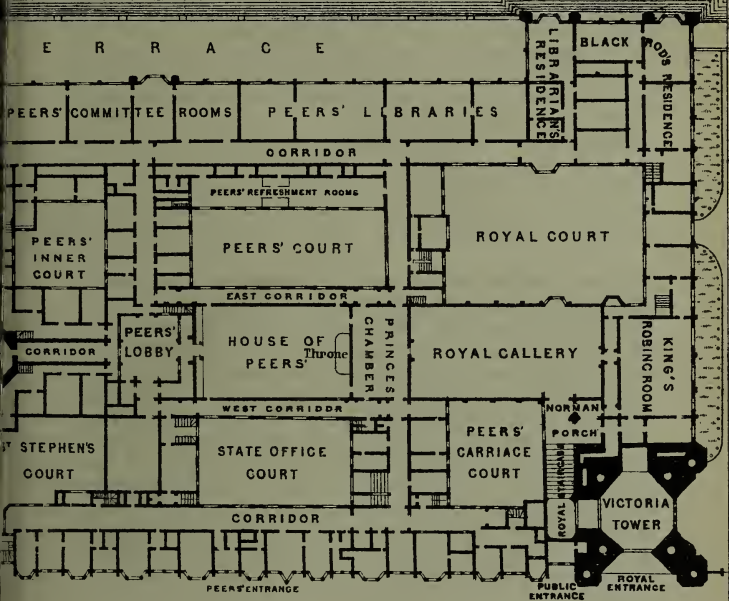 ERRACE
LIBRARIAN'S
RESIDENCE
BLACK
ROD'S RESIDENCE
PEERS' COMMITTEE ROOMS
PEERS' LIBRARIES
CORRIDOR
PEERS' REFRESHMENT ROOMS
PEERS'
INNER
COURT
PEERS' COURT
ROYAL COURT
EAST CORRIDOR
CORRIDOR
PEERS'
LOBBY
HOUSE OF
PEERS'
Throne
PRINCES
CHAMBER
ROYAL GALLERY
KING'S
ROBING ROOM
WEST CORRIDOR
NORMAN
PORCH
ST STEPHEN'S
COURT
STATE OFFICE
COURT
PEERS'
CARRIAGE
COURT
ROYAL STAIRCASE
VICTORIA
TOWER
CORRIDOR
PEERS' ENTRANCE
PUBLIC
ENTRANCE
ROYAL
ENTRANCE